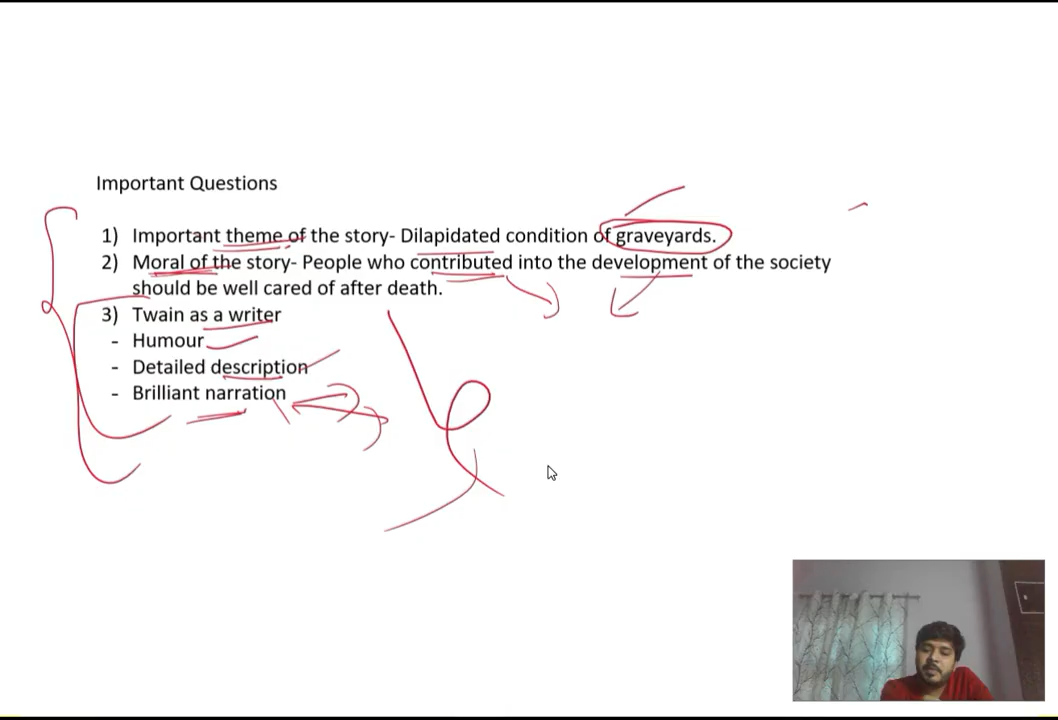 Important Questions
1) Important theme of the story- Dilapidated condition of graveyards.
2) Moral of the story- People who contributed into the development of the society
should be well cared of after death.
3) Twain as a writer
- Humour
- Detailed description
- Brilliant narration